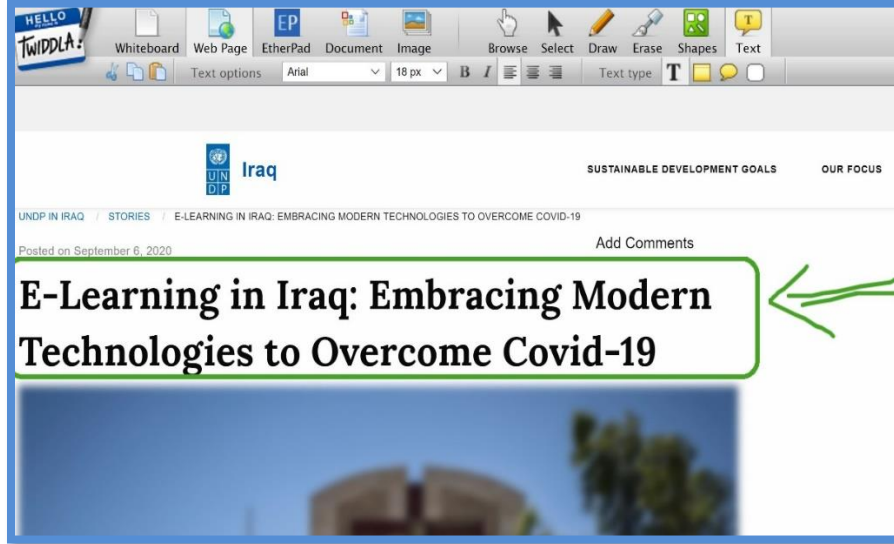 HELLO
TWIDDLA!
Whiteboard Web Page EtherPad Document Image Browse Select Draw Erase Shapes Text
EP
T
Text options Arial 18 px B I Text type T
UN
DP
Iraq
SUSTAINABLE DEVELOPMENT GOALS OUR FOCUS
UNDP IN IRAQ / STORIES / E-LEARNING IN IRAQ: EMBRACING MODERN TECHNOLOGIES TO OVERCOME COVID-19
Add Comments
Posted on September 6, 2020
E-Learning in Iraq: Embracing Modern
Technologies to Overcome Covid-19